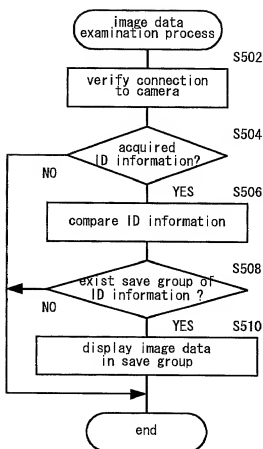 image data
examination process
S502
verify connection
to camera
S504
acquired
ID information?
NO
YES
S506
compare ID information
S508
exist save group of
ID information ?
NO
YES
S510
display image data
in save group
end